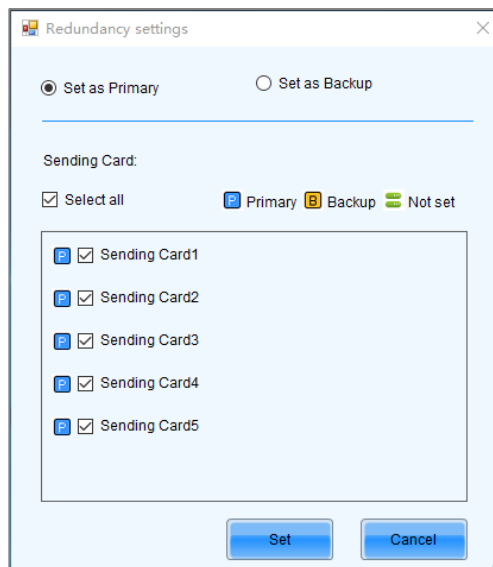 Redundancy settings
Set as Primary Set as Backup
Sending Card:
Select all P Primary B Backup Not set
P Sending Card1
P Sending Card2
P Sending Card3
P Sending Card4
P Sending Card5
Set Cancel